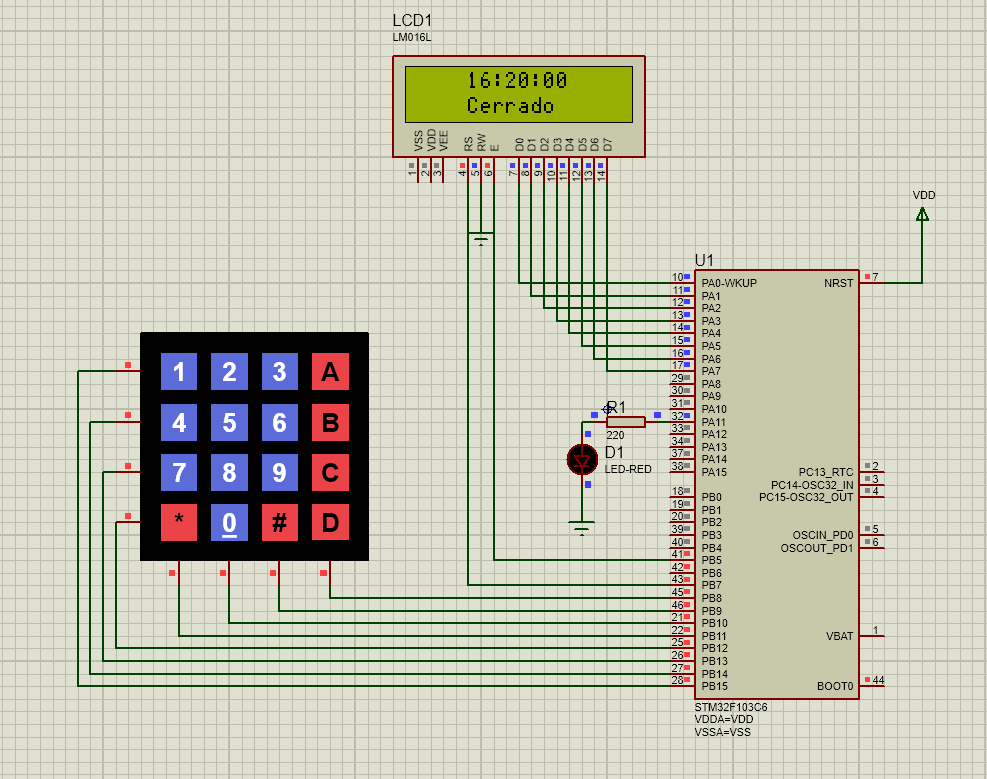 LCD1
LM016L
16:20:00
Cerrado
VSS VDD VEE RS RW E D0 D1 D2 D3 D4 D5 D6 D7
1 2 3 4 5 6 7 8 9 10 11 12 13 14
VDD
U1
10 PA0-WKUP NRST 7
11 PA1
12 PA2
13 PA3
14 PA4
15 PA5
16 PA6
17 PA7
29 PA8
30 PA9
31 PA10
32 PA11
33 PA12
34 PA13
37 PA14
38 PA15
PC13_RTC 2
PC14-OSC32_IN 3
PC15-OSC32_OUT 4
18 PB0
19 PB1
20 PB2
39 PB3 OSCIN_PD0 5
40 PB4 OSCOUT_PD1 6
41 PB5
42 PB6
43 PB7
45 PB8
46 PB9
21 PB10
22 PB11 VBAT 1
25 PB12
26 PB13
27 PB14
28 PB15 BOOT0 44
STM32F103C6
VDDA=VDD
VSSA=VSS
R1
220
D1
LED-RED
1 2 3 A
4 5 6 B
7 8 9 C
* 0 # D